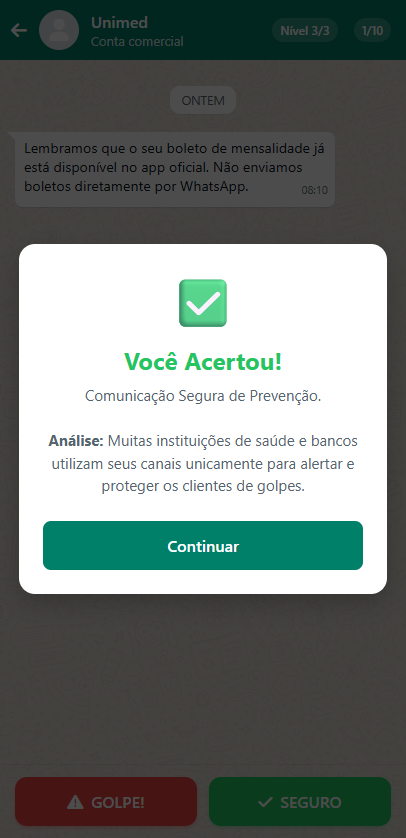 Unimed
Conta comercial
Nível 3/3
1/10
ONTEM
Lembramos que o seu boleto de mensalidade já
está disponível no app oficial. Não enviamos
boletos diretamente por WhatsApp.
08:10
Você Acertou!
Comunicação Segura de Prevenção.
Análise: Muitas instituições de saúde e bancos
utilizam seus canais unicamente para alertar e
proteger os clientes de golpes.
Continuar
GOLPE!
SEGURO